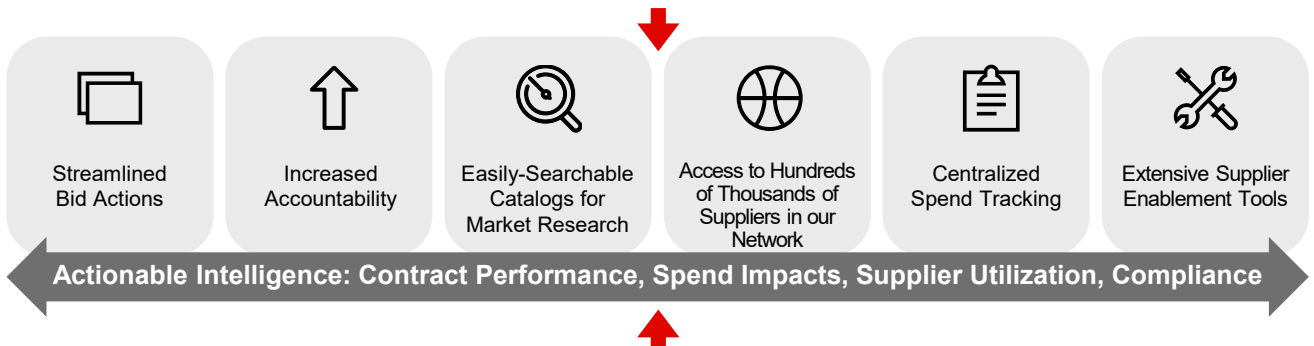 Streamlined
Bid Actions
Increased
Accountability
Easily-Searchable
Catalogs for
Market Research
Access to Hundreds
of Thousands of
Suppliers in our
Network
Centralized
Spend Tracking
Extensive Supplier
Enablement Tools
Actionable Intelligence: Contract Performance, Spend Impacts, Supplier Utilization, Compliance